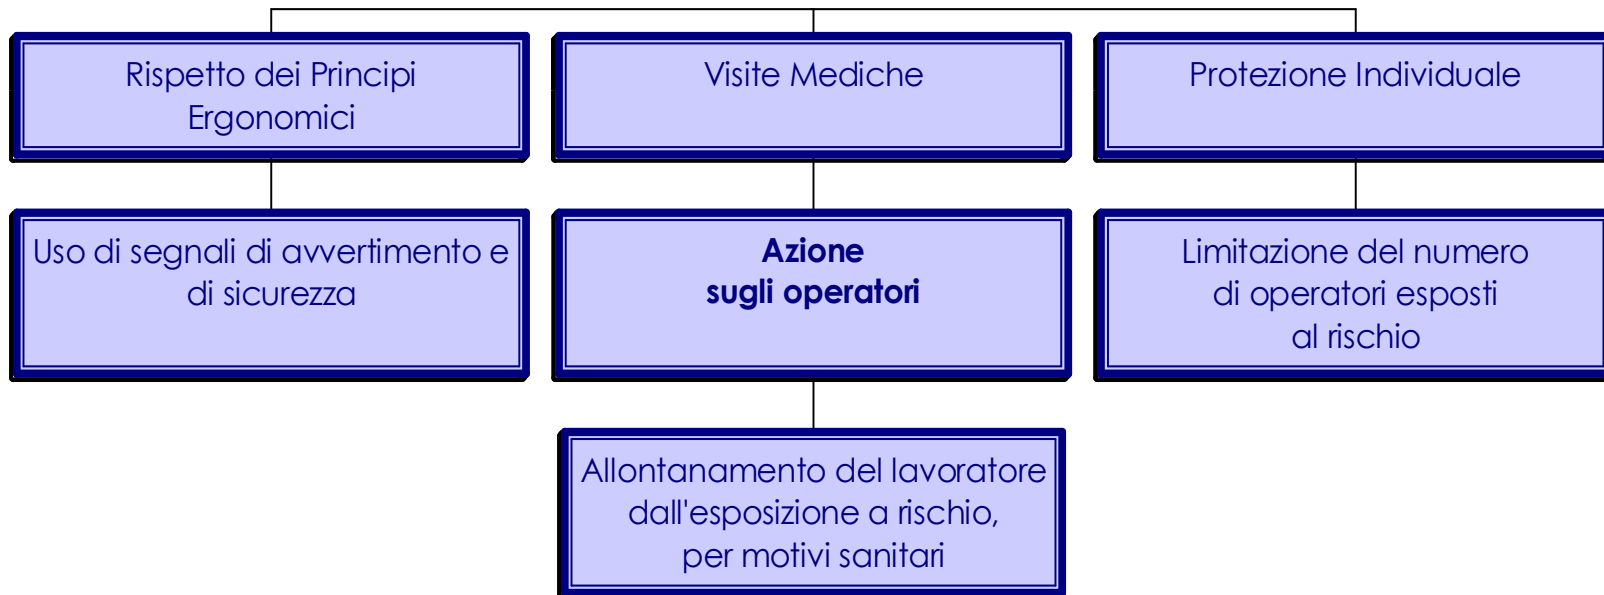 Rispetto dei Principi
Ergonomici
Visite Mediche
Protezione Individuale
Uso di segnali di avvertimento e
di sicurezza
Azione
sugli operatori
Limitazione del numero
di operatori esposti
al rischio
Allontanamento del lavoratore
dall'esposizione a rischio,
per motivi sanitari